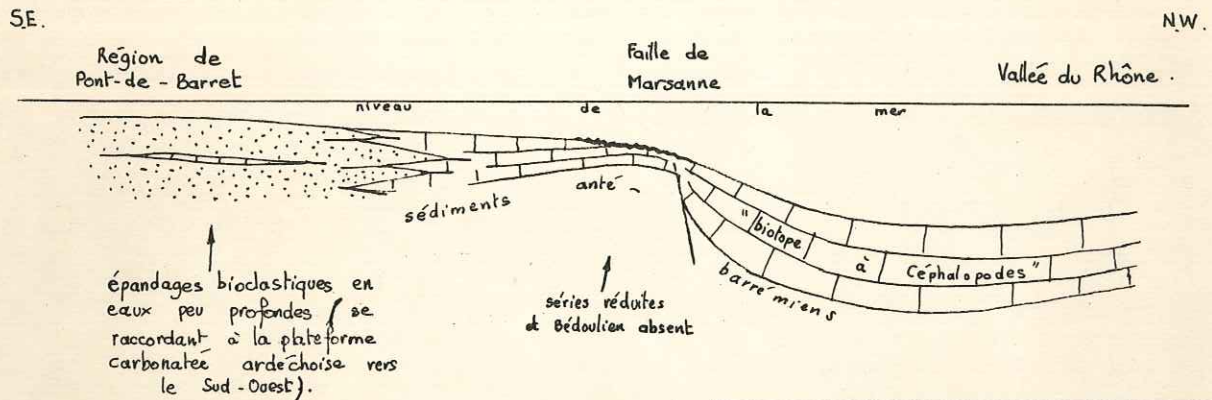 S.E.
N.W.
Région de
Pont-de-Barret
Faille de
Marsanne
Valleé du Rhône.
niveau de la mer
sédiments anté-
barrémiens
"biotope à Céphalopodes"
épandages bioclastiques en
eaux peu profondes (se
raccordant à la plateforme
carbonateé ardéchoise vers
le Sud-Ouest).
séries réduites
et Bédoulien absent